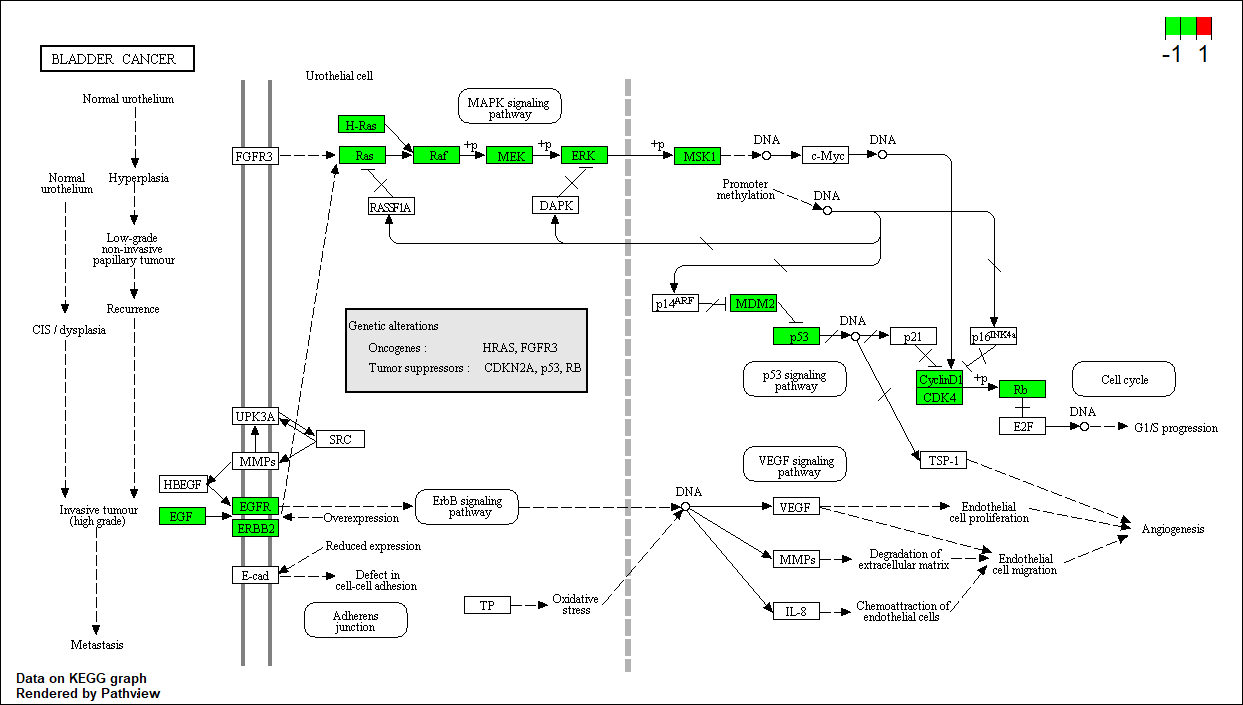 -1 1
BLADDER CANCER
Urothelial cell
Normal urothelium
MAPK signaling
pathway
H-Ras
FGFR3
Ras
Raf
+p
MEK
+p
ERK
+p
MSK1
DNA
c-Myc
DNA
Normal
urothelium
Hyperplasia
Promoter
methylation
DNA
RASSF1A
DAPK
Low-grade
non-invasive
papillary tumour
Recurrence
CIS / dysplasia
p14ARF
MDM2
DNA
p53
p21
p16INK4a
Genetic alterations
Oncogenes : HRAS, FGFR3
Tumor suppressors : CDKN2A, p53, RB
p53 signaling
pathway
CyclinD1
CDK4
+p
Rb
Cell cycle
DNA
E2F
G1/S progression
UPK3A
SRC
MMPs
VEGF signaling
pathway
TSP-1
HBEGF
EGFR
EGF
ERBB2
Overexpression
ErbB signaling
pathway
DNA
VEGF
Endothelial
cell proliferation
Angiogenesis
Invasive tumour
(high grade)
Reduced expression
E-cad
Defect in
cell-cell adhesion
MMPs
Degradation of
extracellular matrix
Endothelial
cell migration
Adherens
junction
TP
Oxidative
stress
IL-8
Chemoattraction of
endothelial cells
Metastasis
Data on KEGG graph
Rendered by Pathview